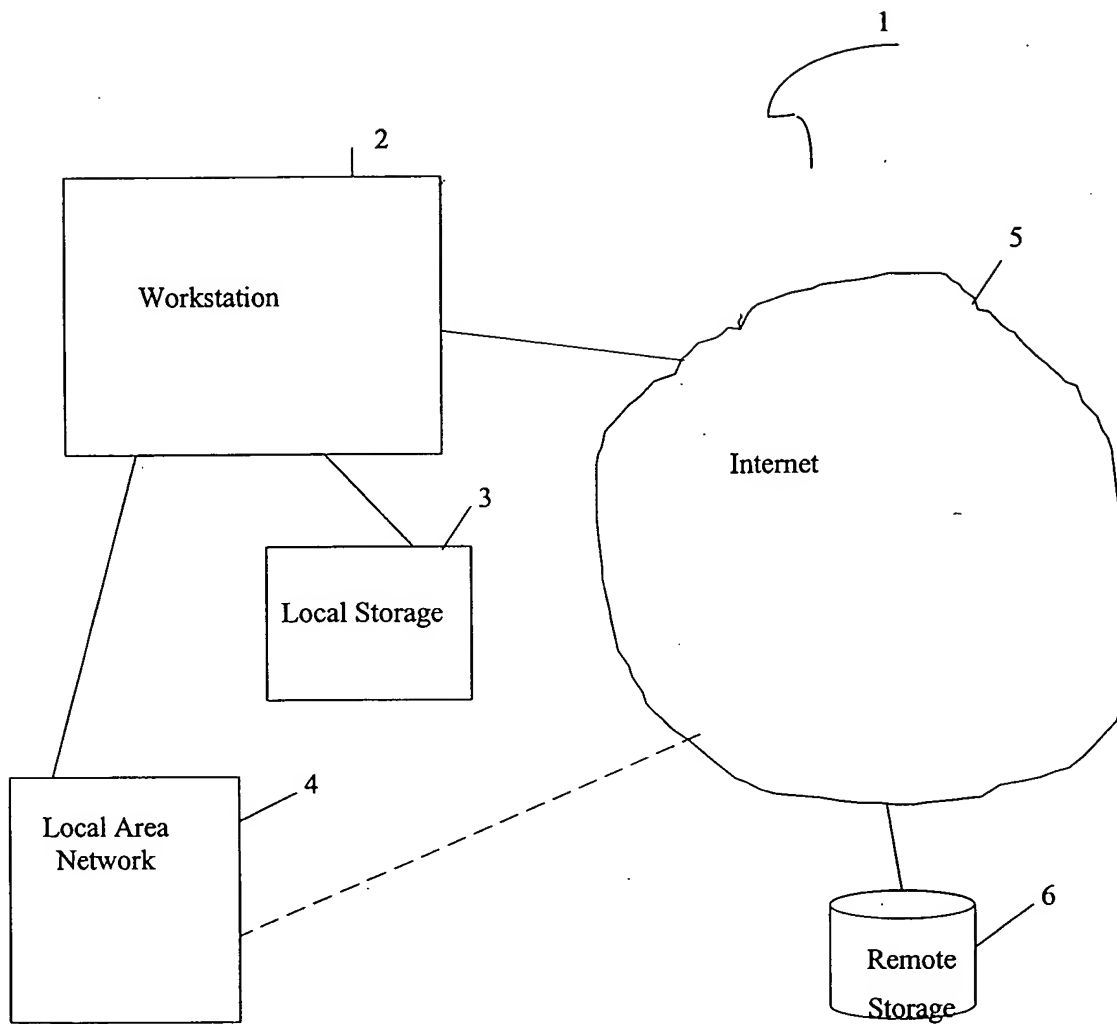 1
2
Workstation
5
Internet
3
Local Storage
4
Local Area
Network
6
Remote
Storage